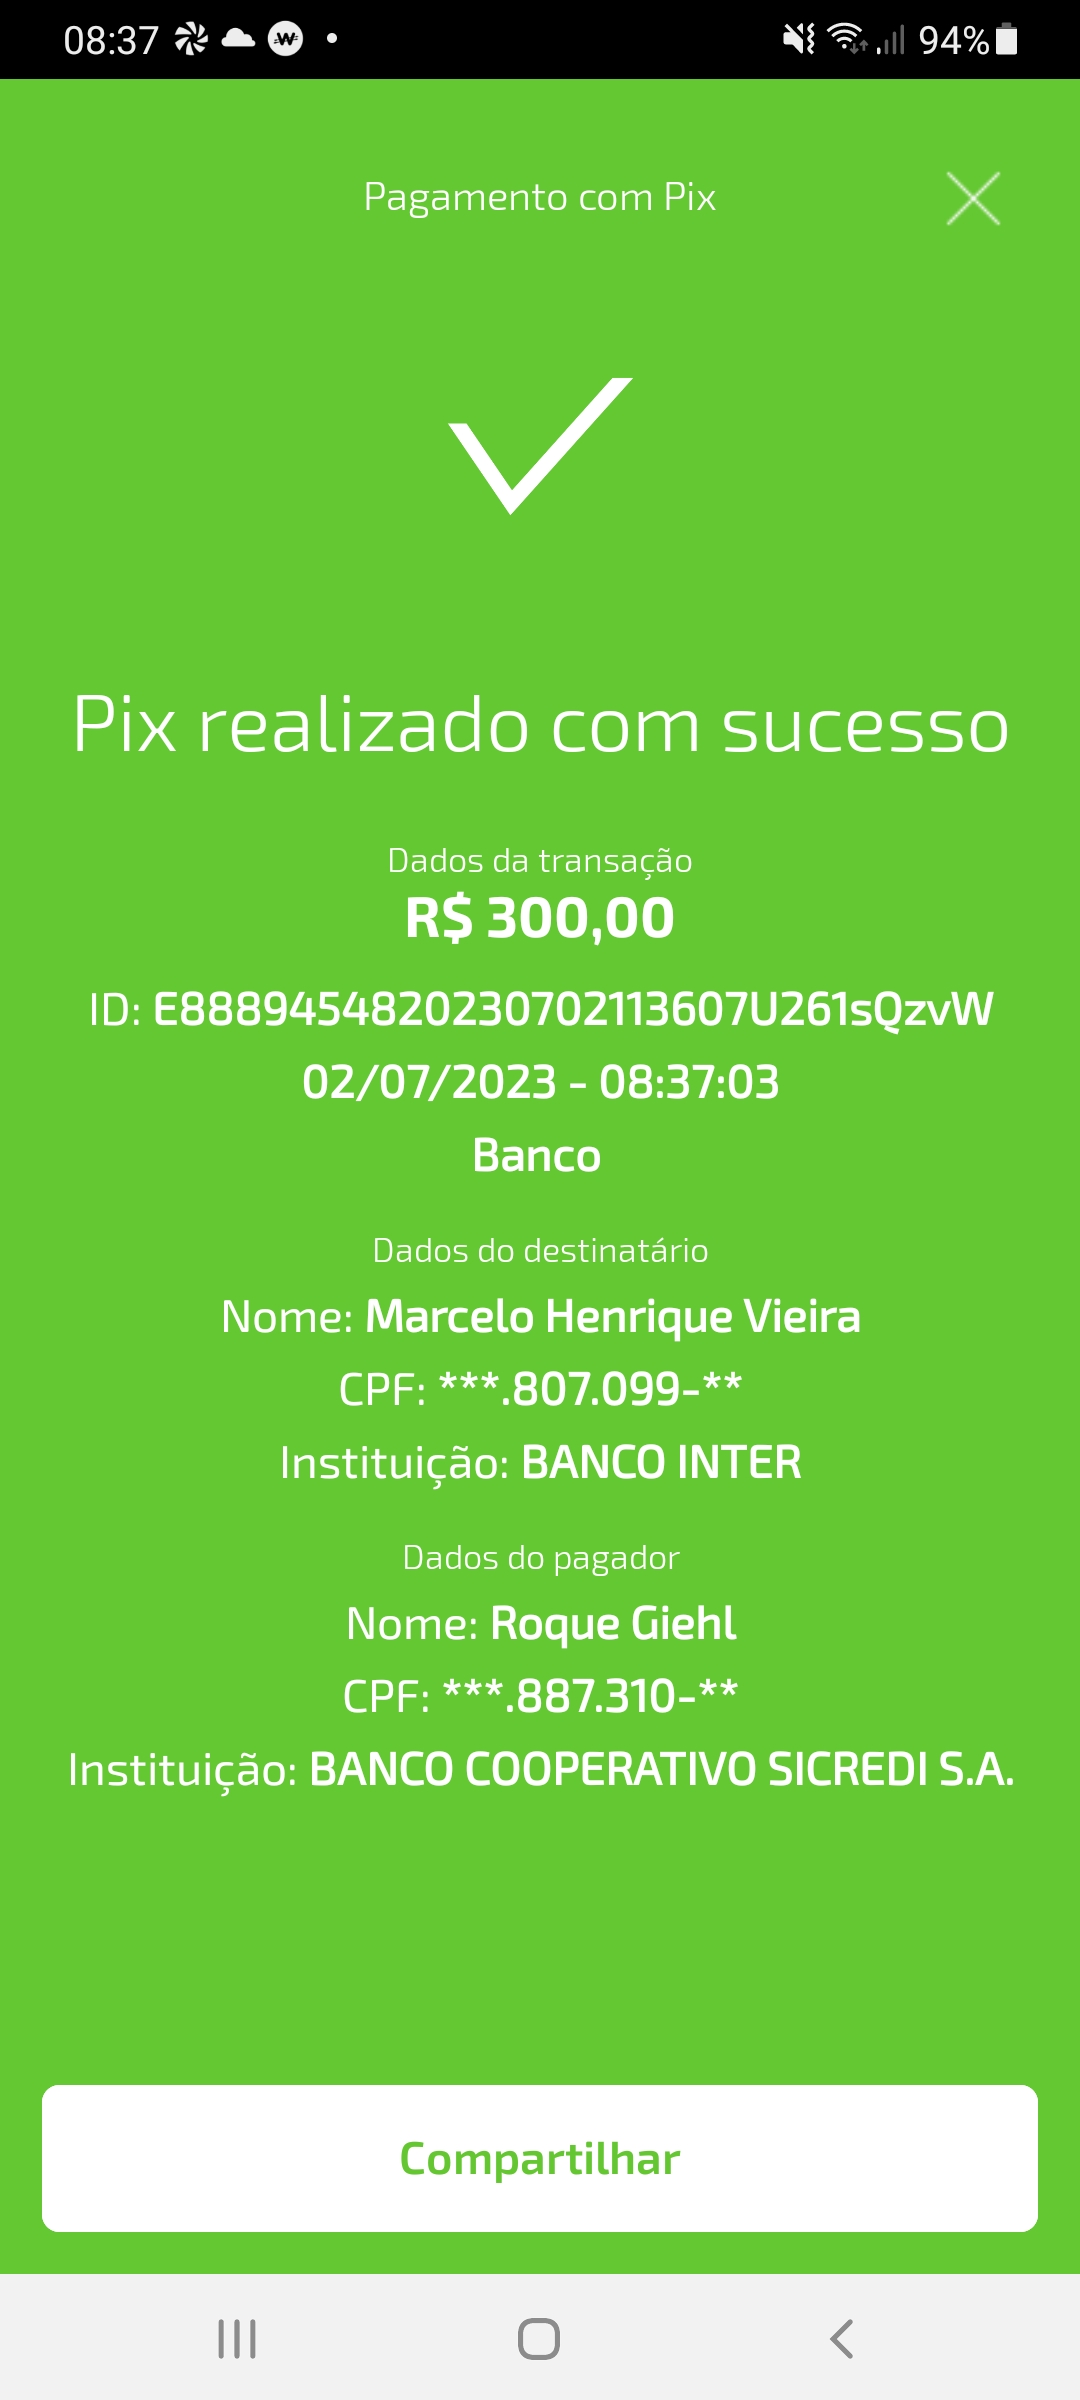 08:37 94%
Pagamento com Pix
Pix realizado com sucesso
Dados da transação
R$ 300,00
ID: E88894548202307021​13607U261sQzvW
02/07/2023 - 08:37:03
Banco
Dados do destinatário
Nome: Marcelo Henrique Vieira
CPF: ***.807.099-**
Instituição: BANCO INTER
Dados do pagador
Nome: Roque Giehl
CPF: ***.887.310-**
Instituição: BANCO COOPERATIVO SICREDI S.A.
Compartilhar